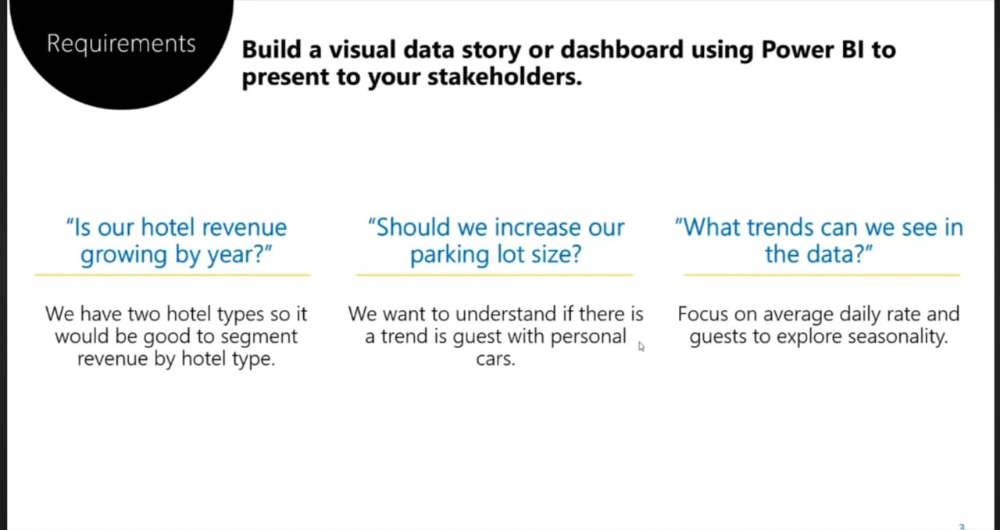 Requirements
Build a visual data story or dashboard using Power BI to
present to your stakeholders.
“Is our hotel revenue
growing by year?”
We have two hotel types so it
would be good to segment
revenue by hotel type.
“Should we increase our
parking lot size?
We want to understand if there is
a trend is guest with personal
cars.
“What trends can we see in
the data?”
Focus on average daily rate and
guests to explore seasonality.
3